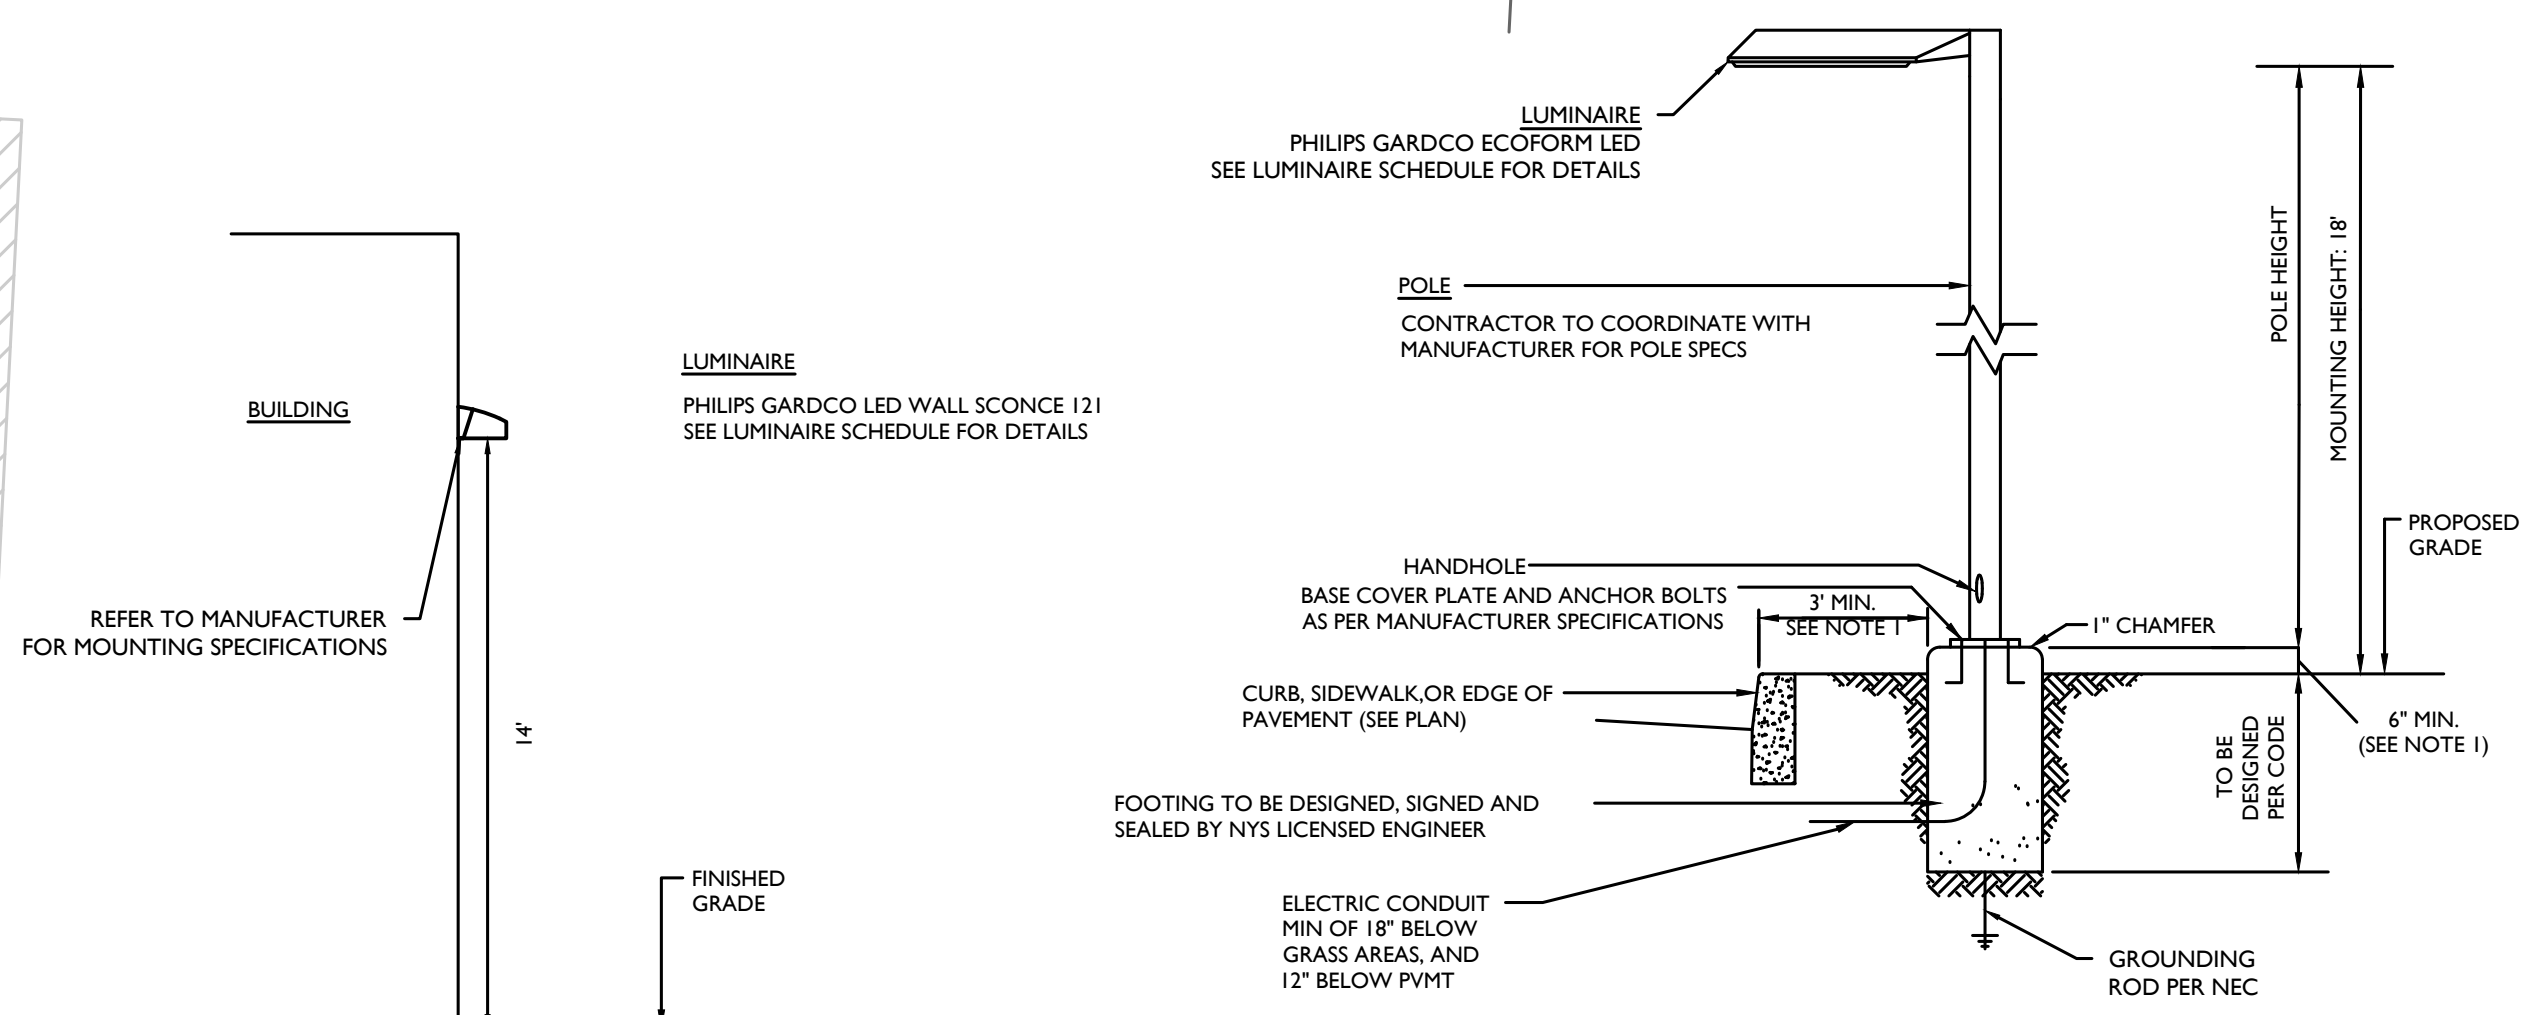 BUILDING
REFER TO MANUFACTURER
FOR MOUNTING SPECIFICATIONS
LUMINAIRE
PHILIPS GARDCO LED WALL SCONCE 121
SEE LUMINAIRE SCHEDULE FOR DETAILS
14'
FINISHED
GRADE
LUMINAIRE
PHILIPS GARDCO ECOFORM LED
SEE LUMINAIRE SCHEDULE FOR DETAILS
POLE
CONTRACTOR TO COORDINATE WITH
MANUFACTURER FOR POLE SPECS
HANDHOLE
BASE COVER PLATE AND ANCHOR BOLTS
AS PER MANUFACTURER SPECIFICATIONS
3' MIN.
SEE NOTE 1
1" CHAMFER
CURB, SIDEWALK,OR EDGE OF
PAVEMENT (SEE PLAN)
FOOTING TO BE DESIGNED, SIGNED AND
SEALED BY NYS LICENSED ENGINEER
ELECTRIC CONDUIT
MIN OF 18" BELOW
GRASS AREAS, AND
12" BELOW PVMT
GROUNDING
ROD PER NEC
POLE HEIGHT
MOUNTING HEIGHT: 18'
PROPOSED
GRADE
6" MIN.
(SEE NOTE 1)
TO BE
DESIGNED
PER CODE